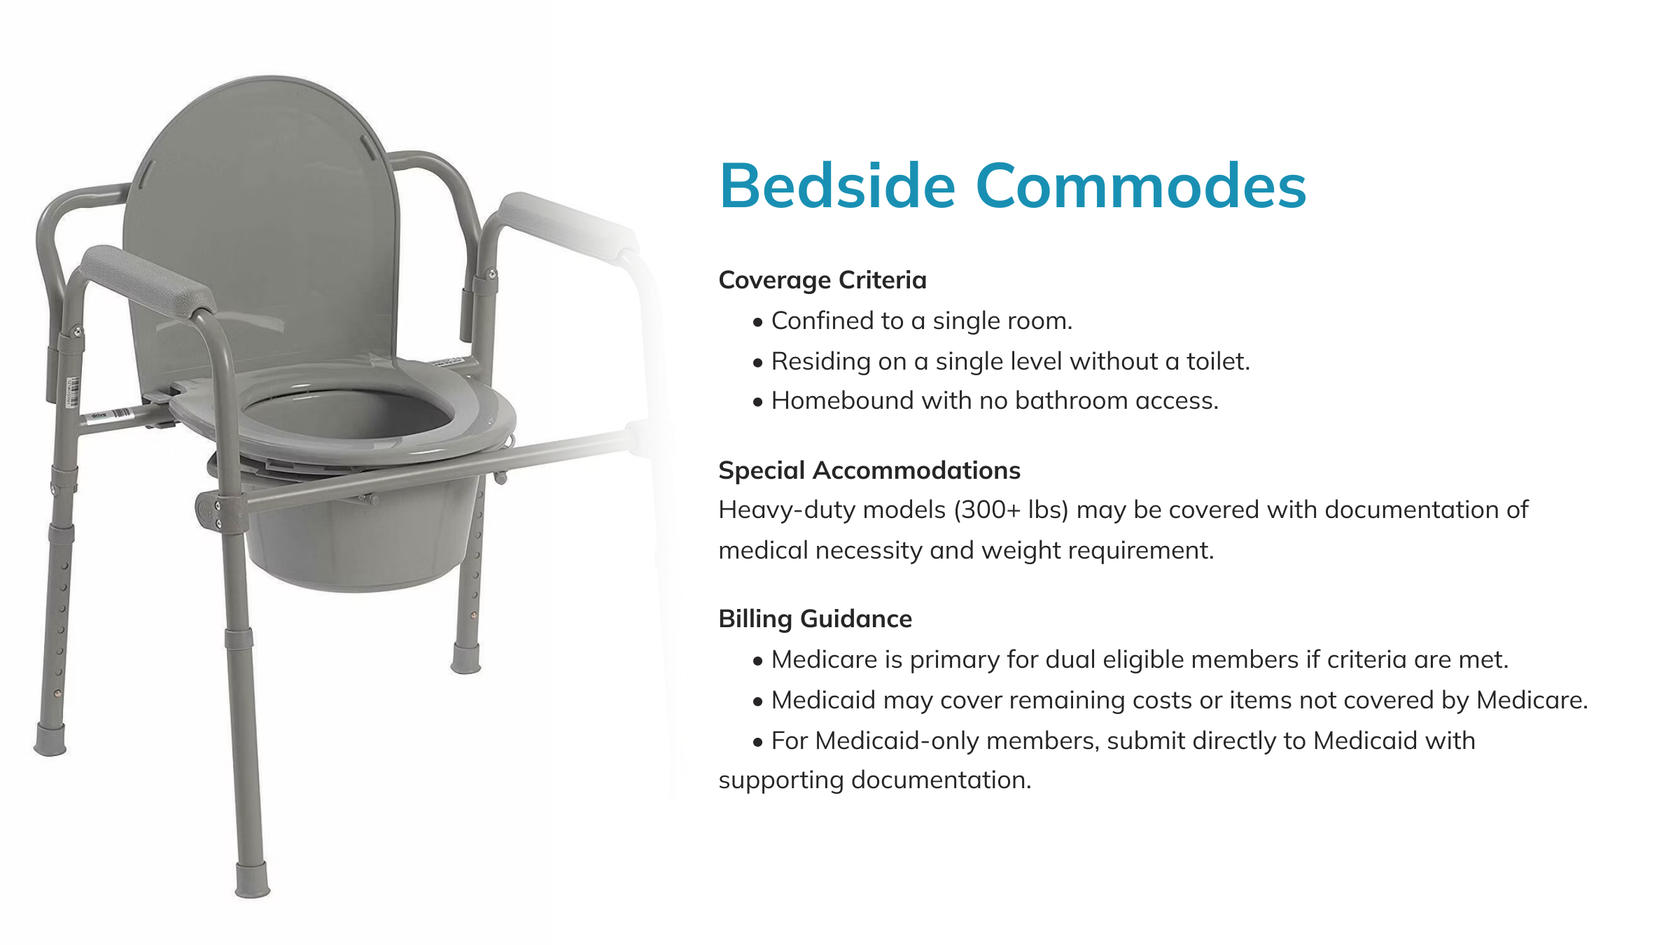 Bedside Commodes
Coverage Criteria
• Confined to a single room.
• Residing on a single level without a toilet.
• Homebound with no bathroom access.
Special Accommodations
Heavy-duty models (300+ lbs) may be covered with documentation of
medical necessity and weight requirement.
Billing Guidance
• Medicare is primary for dual eligible members if criteria are met.
• Medicaid may cover remaining costs or items not covered by Medicare.
• For Medicaid-only members, submit directly to Medicaid with
supporting documentation.